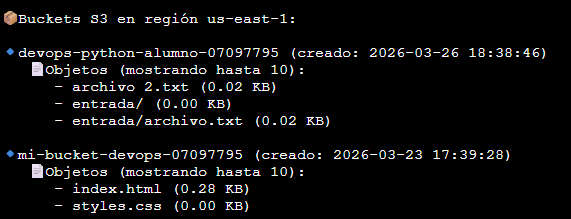 📦Buckets S3 en región us-east-1:
🔹devops-python-alumno-07097795 (creado: 2026-03-26 18:38:46)
📄Objetos (mostrando hasta 10):
- archivo 2.txt (0.02 KB)
- entrada/ (0.00 KB)
- entrada/archivo.txt (0.02 KB)
🔹mi-bucket-devops-07097795 (creado: 2026-03-23 17:39:28)
📄Objetos (mostrando hasta 10):
- index.html (0.28 KB)
- styles.css (0.00 KB)